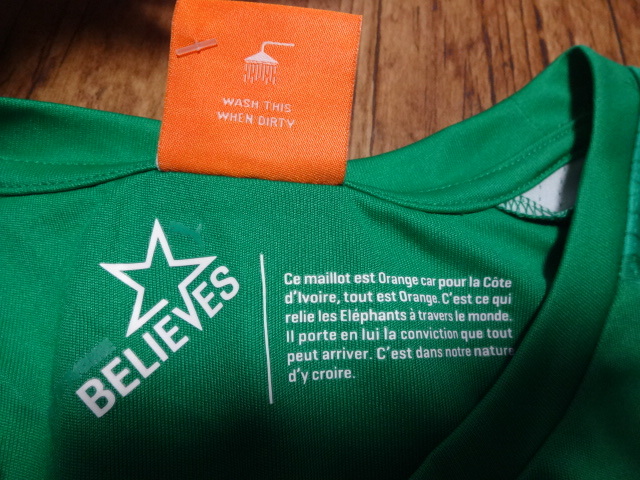 WASH THIS
WHEN DIRTY
BELIEVES
Ce maillot est Orange car pour la Côte
d'Ivoire, tout est Orange. C'est ce qui
relie les Eléphants à travers le monde.
Il porte en lui la conviction que tout
peut arriver. C'est dans notre nature
d'y croire.